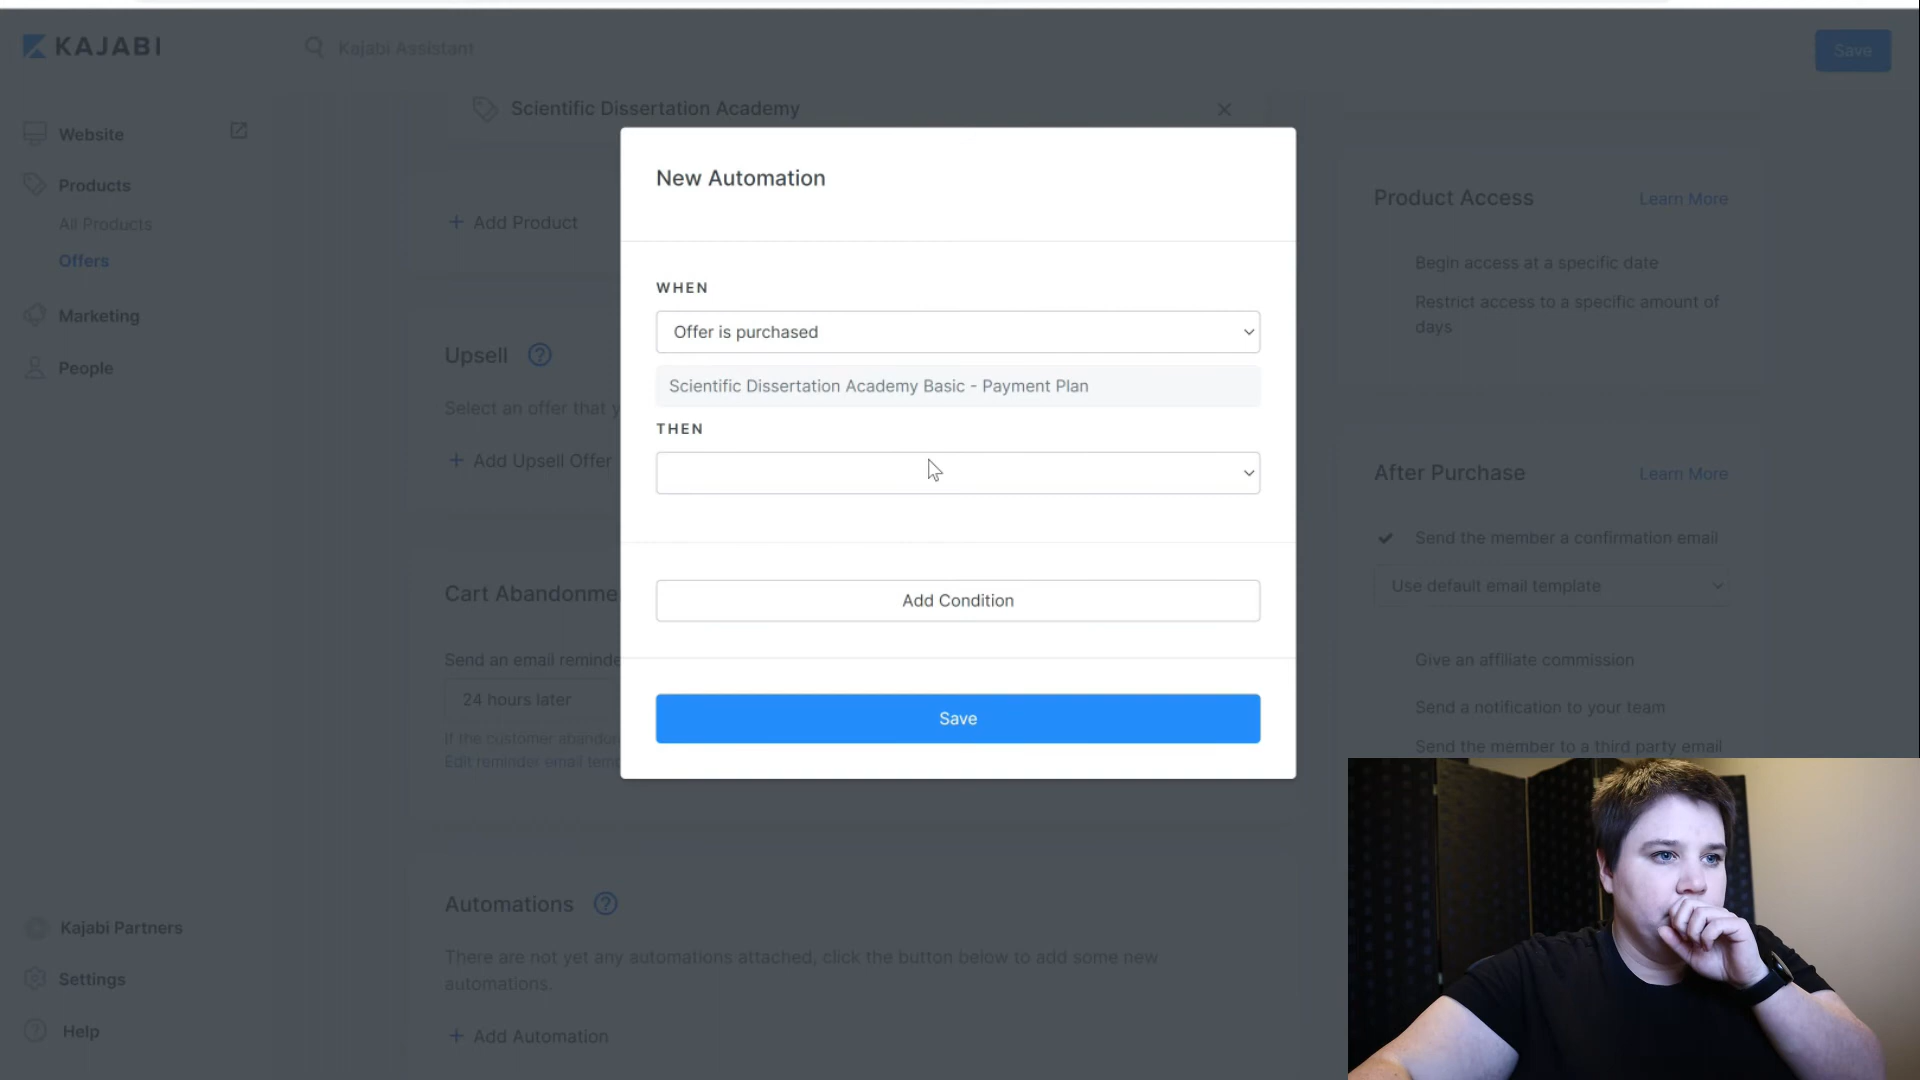 KAJABI
Kajabi Assistant
Save
Website
Products
All Products
Offers
Marketing
People
Kajabi Partners
Settings
Help
Scientific Dissertation Academy
+ Add Product
Upsell ?
Select an offer that y
+ Add Upsell Offer
Cart Abandonme
Send an email reminde
24 hours later
If the customer abando
Edit reminder email tem
Automations ?
There are not yet any automations attached, click the button below to add some new
automations.
+ Add Automation
New Automation
WHEN
Offer is purchased
Scientific Dissertation Academy Basic - Payment Plan
THEN
Add Condition
Save
Product Access
Learn More
Begin access at a specific date
Restrict access to a specific amount of
days
After Purchase
Learn More
Send the member a confirmation email
Use default email template
Give an affiliate commission
Send a notification to your team
Send the member to a third party email